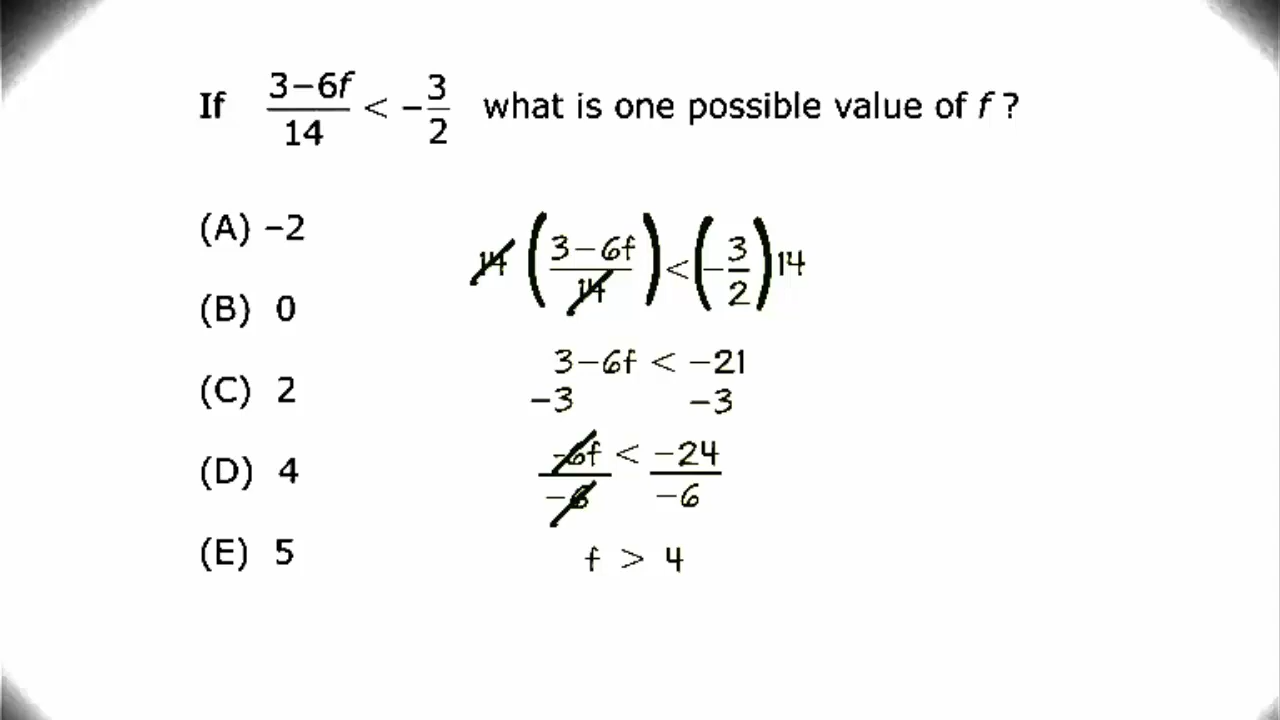 If (3−6f)/14 < −3/2 what is one possible value of f ?
(A) −2
(B) 0
(C) 2
(D) 4
(E) 5
14 ( (3−6f)/14 ) < ( −3/2 ) 14
3−6f < −21
−3 −3
−6f/−6 < −24/−6
f > 4